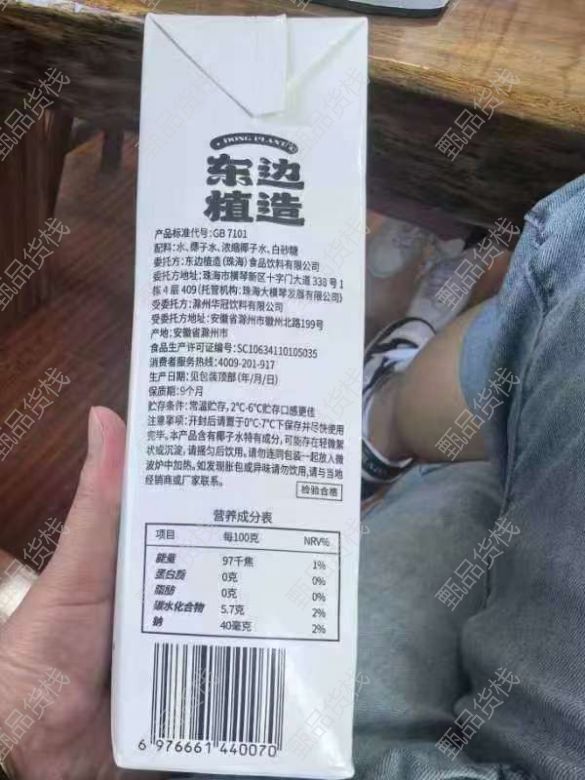 DONG PLANT
东边
植造
产品标准代号:GB 7101
配料:水、椰子水、浓缩椰子水、白砂糖
委托方:东边植造(珠海)食品饮料有限公司
委托方地址:珠海市横琴新区十字门大道 338 号 1
栋 4 层 409(托管机构:珠海大横琴发展有限公司)
受委托方:滁州华冠饮料有限公司
受委托方地址:安徽省滁州市徽州北路199号
产地:安徽省滁州市
食品生产许可证编号:SC10634110105035
消费者服务热线:4009-201-917
生产日期:见包装顶部(年/月/日)
保质期:9个月
贮存条件:常温贮存,2℃-6℃贮存口感更佳
注意事项:开封后请置于0℃-7℃下保存并尽快使用
完毕。本产品含有椰子水特有成分,可能存在轻微絮
状或沉淀,请摇匀后饮用。请勿连同包装一起放入微
波炉中加热。如发现胀包或异味请勿饮用,请与当地
经销商或厂家联系。
检验合格
营养成分表
项目 每100克 NRV%
能量 97千焦 1%
蛋白质 0克 0%
脂肪 0克 0%
碳水化合物 5.7克 2%
钠 40毫克 2%
6 976661 440070
甄品货栈